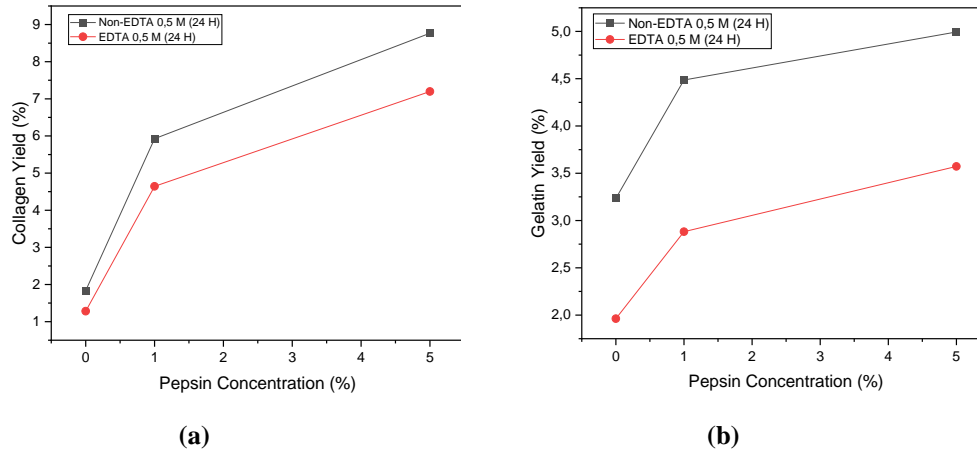 Non-EDTA 0,5 M (24 H)
EDTA 0,5 M (24 H)
9
8
7
6
5
4
3
2
1
Collagen Yield (%)
0 1 2 3 4 5
Pepsin Concentration (%)
(a)
Non-EDTA 0,5 M (24 H)
EDTA 0,5 M (24 H)
5,0
4,5
4,0
3,5
3,0
2,5
2,0
Gelatin Yield (%)
0 1 2 3 4 5
Pepsin Concentration (%)
(b)